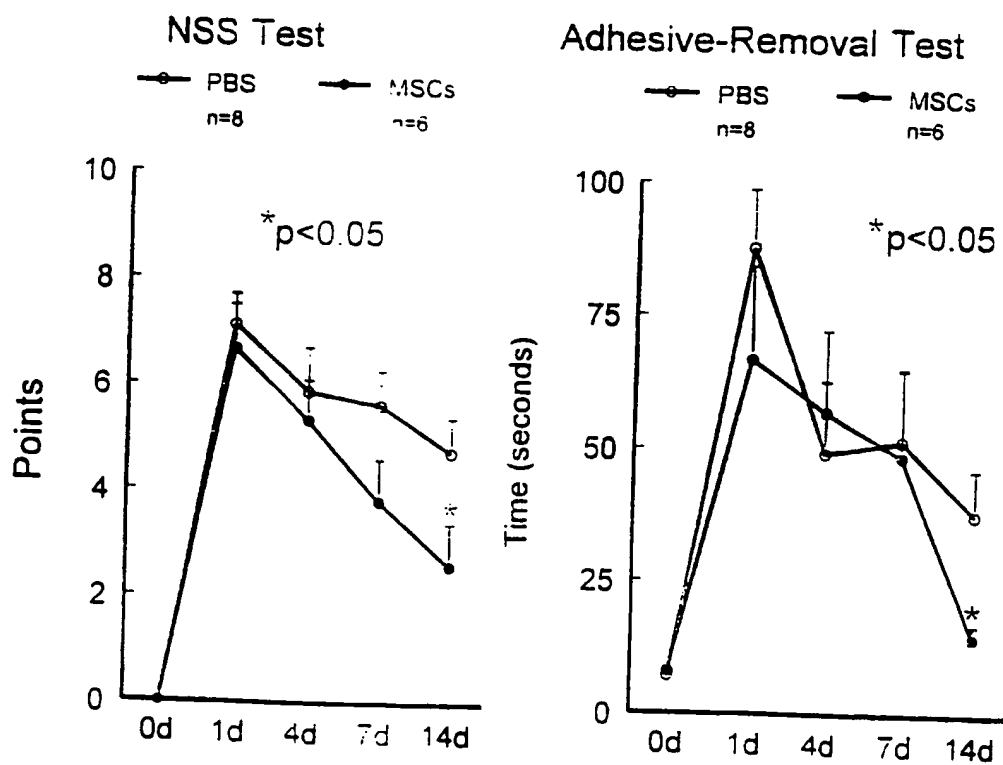 NSS Test
PBS MSCs
n=8 n=6
*p<0.05
Points
10
8
6
4
2
0
0d 1d 4d 7d 14d
*
Adhesive-Removal Test
PBS MSCs
n=8 n=6
*p<0.05
Time (seconds)
100
75
50
25
0
0d 1d 4d 7d 14d
*